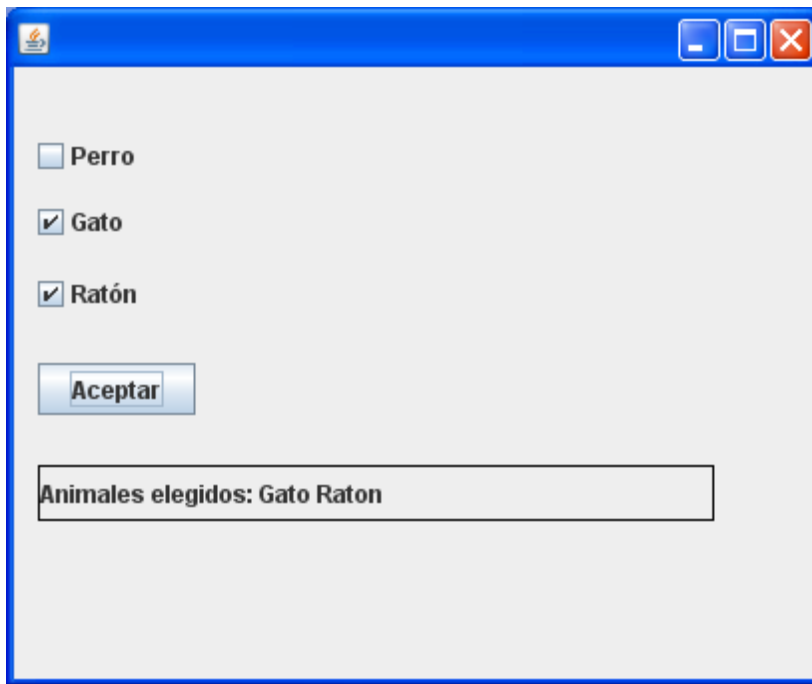 Perro
Gato
Ratón
Aceptar
Animales elegidos: Gato Raton